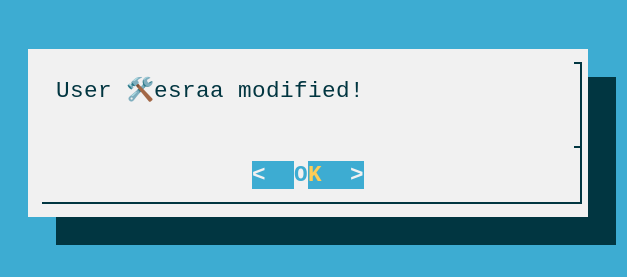 User 🛠️esraa modified!
<  OK  >